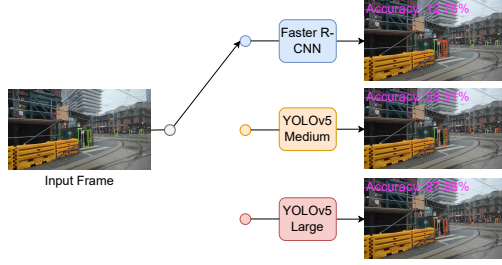 Faster R-
CNN
Accuracy:
Input Frame
YOLOv5
Medium
Accuracy:
YOLOv5
Large
Accuracy: